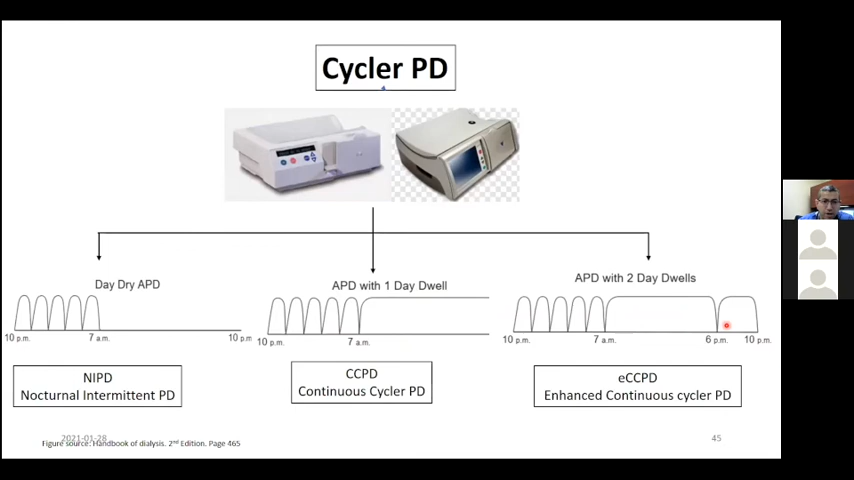 Cycler PD
Day Dry APD
10 p.m.
7 a.m.
10 p.m.
NIPD
Nocturnal Intermittent PD
APD with 1 Day Dwell
10 p.m.
7 a.m.
CCPD
Continuous Cycler PD
APD with 2 Day Dwells
10 p.m.
7 a.m.
6 p.m.
10 p.m.
eCCPD
Enhanced Continuous cycler PD
2021-01-28
Figure source: Handbook of dialysis. 2nd Edition. Page 465
45